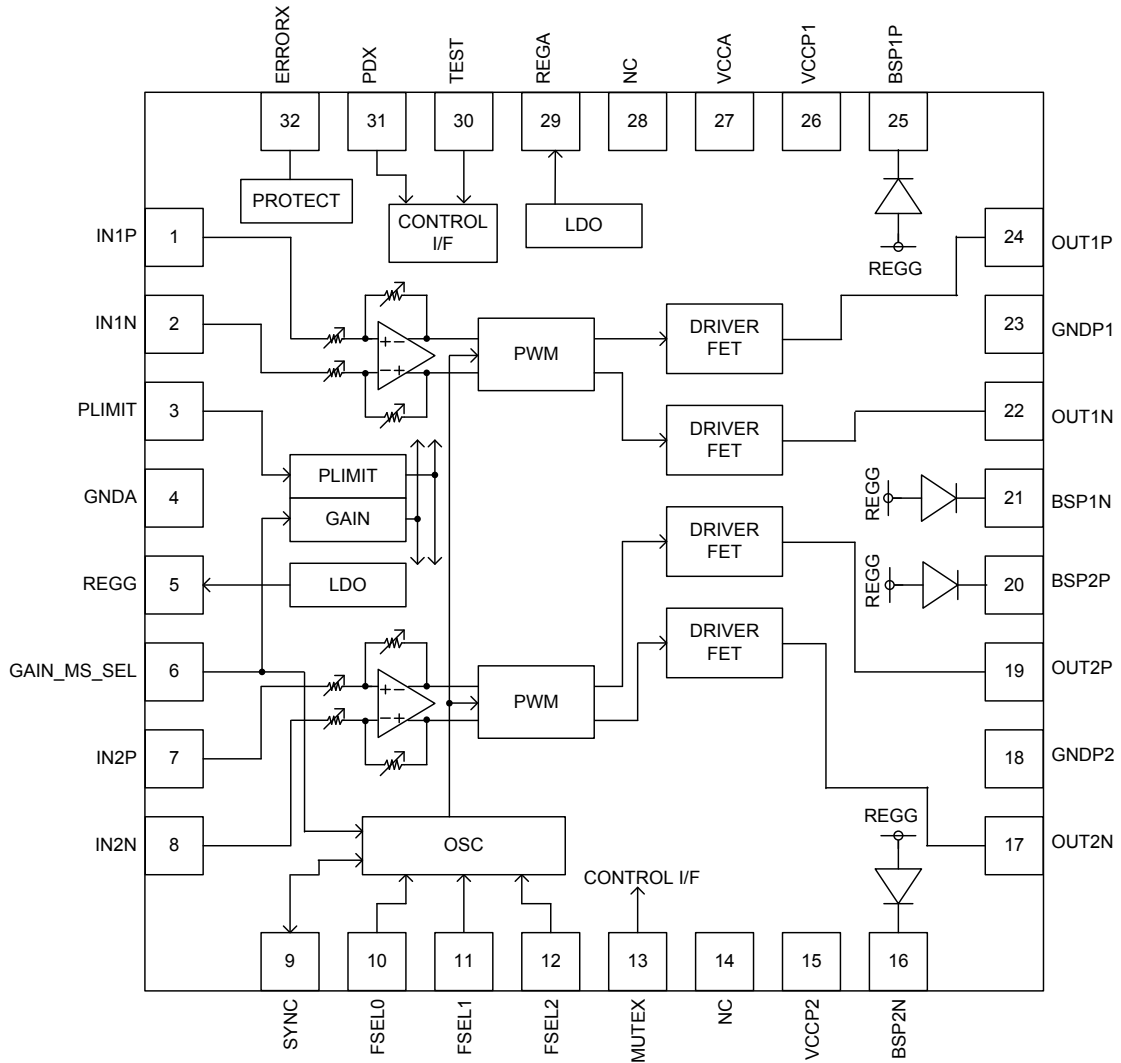 ERRORX
PDX
TEST
REGA
NC
VCCA
VCCP1
BSP1P
32
31
30
29
28
27
26
25
PROTECT
CONTROL
I/F
LDO
REGG
IN1P
1
24
OUT1P
IN1N
2
+ −
− +
PWM
DRIVER
FET
23
GNDP1
PLIMIT
3
DRIVER
FET
22
OUT1N
GNDA
4
PLIMIT
GAIN
REGG
21
BSP1N
DRIVER
FET
REGG
5
LDO
REGG
20
BSP2P
DRIVER
FET
GAIN_MS_SEL
6
+ −
− +
PWM
19
OUT2P
IN2P
7
18
GNDP2
IN2N
8
OSC
REGG
17
OUT2N
CONTROL I/F
9
10
11
12
13
14
15
16
SYNC
FSEL0
FSEL1
FSEL2
MUTEX
NC
VCCP2
BSP2N